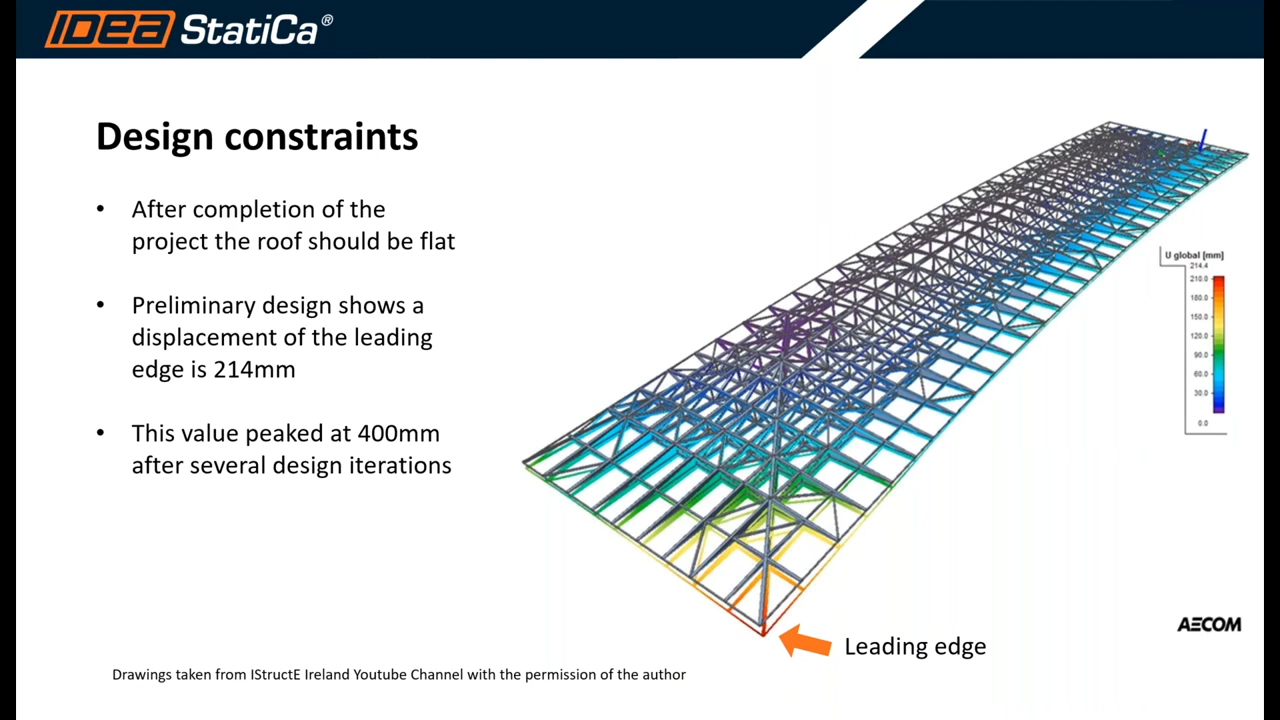 IDEA StatiCa®
Design constraints
• After completion of the
project the roof should be flat
• Preliminary design shows a
displacement of the leading
edge is 214mm
• This value peaked at 400mm
after several design iterations
U global [mm]
214.4
210.0
180.0
150.0
120.0
90.0
60.0
30.0
0.0
AECOM
Leading edge
Drawings taken from IStructE Ireland Youtube Channel with the permission of the author